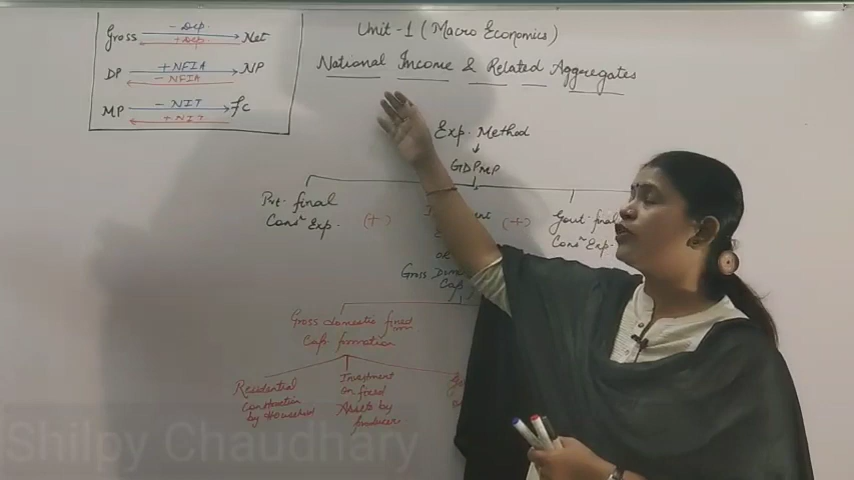 Unit-1 (Macro Economics)
National Income & Related Aggregates
- Dep.
Gross Net
+ Dep.
+NFIA
DP NP
- NFIA
- NIT
MP fc
+ NIT
Exp. Method
GDPMP
Pvt. final
Consⁿ Exp.
(+)
(+)
Govt. final
Consⁿ Exp.
Gross Dom
Cap
Gross domestic fixed
Cap. formation
Residential
Construction
by Household
Investment
on fixed
Assets by
producer
Shilpy Chaudhary